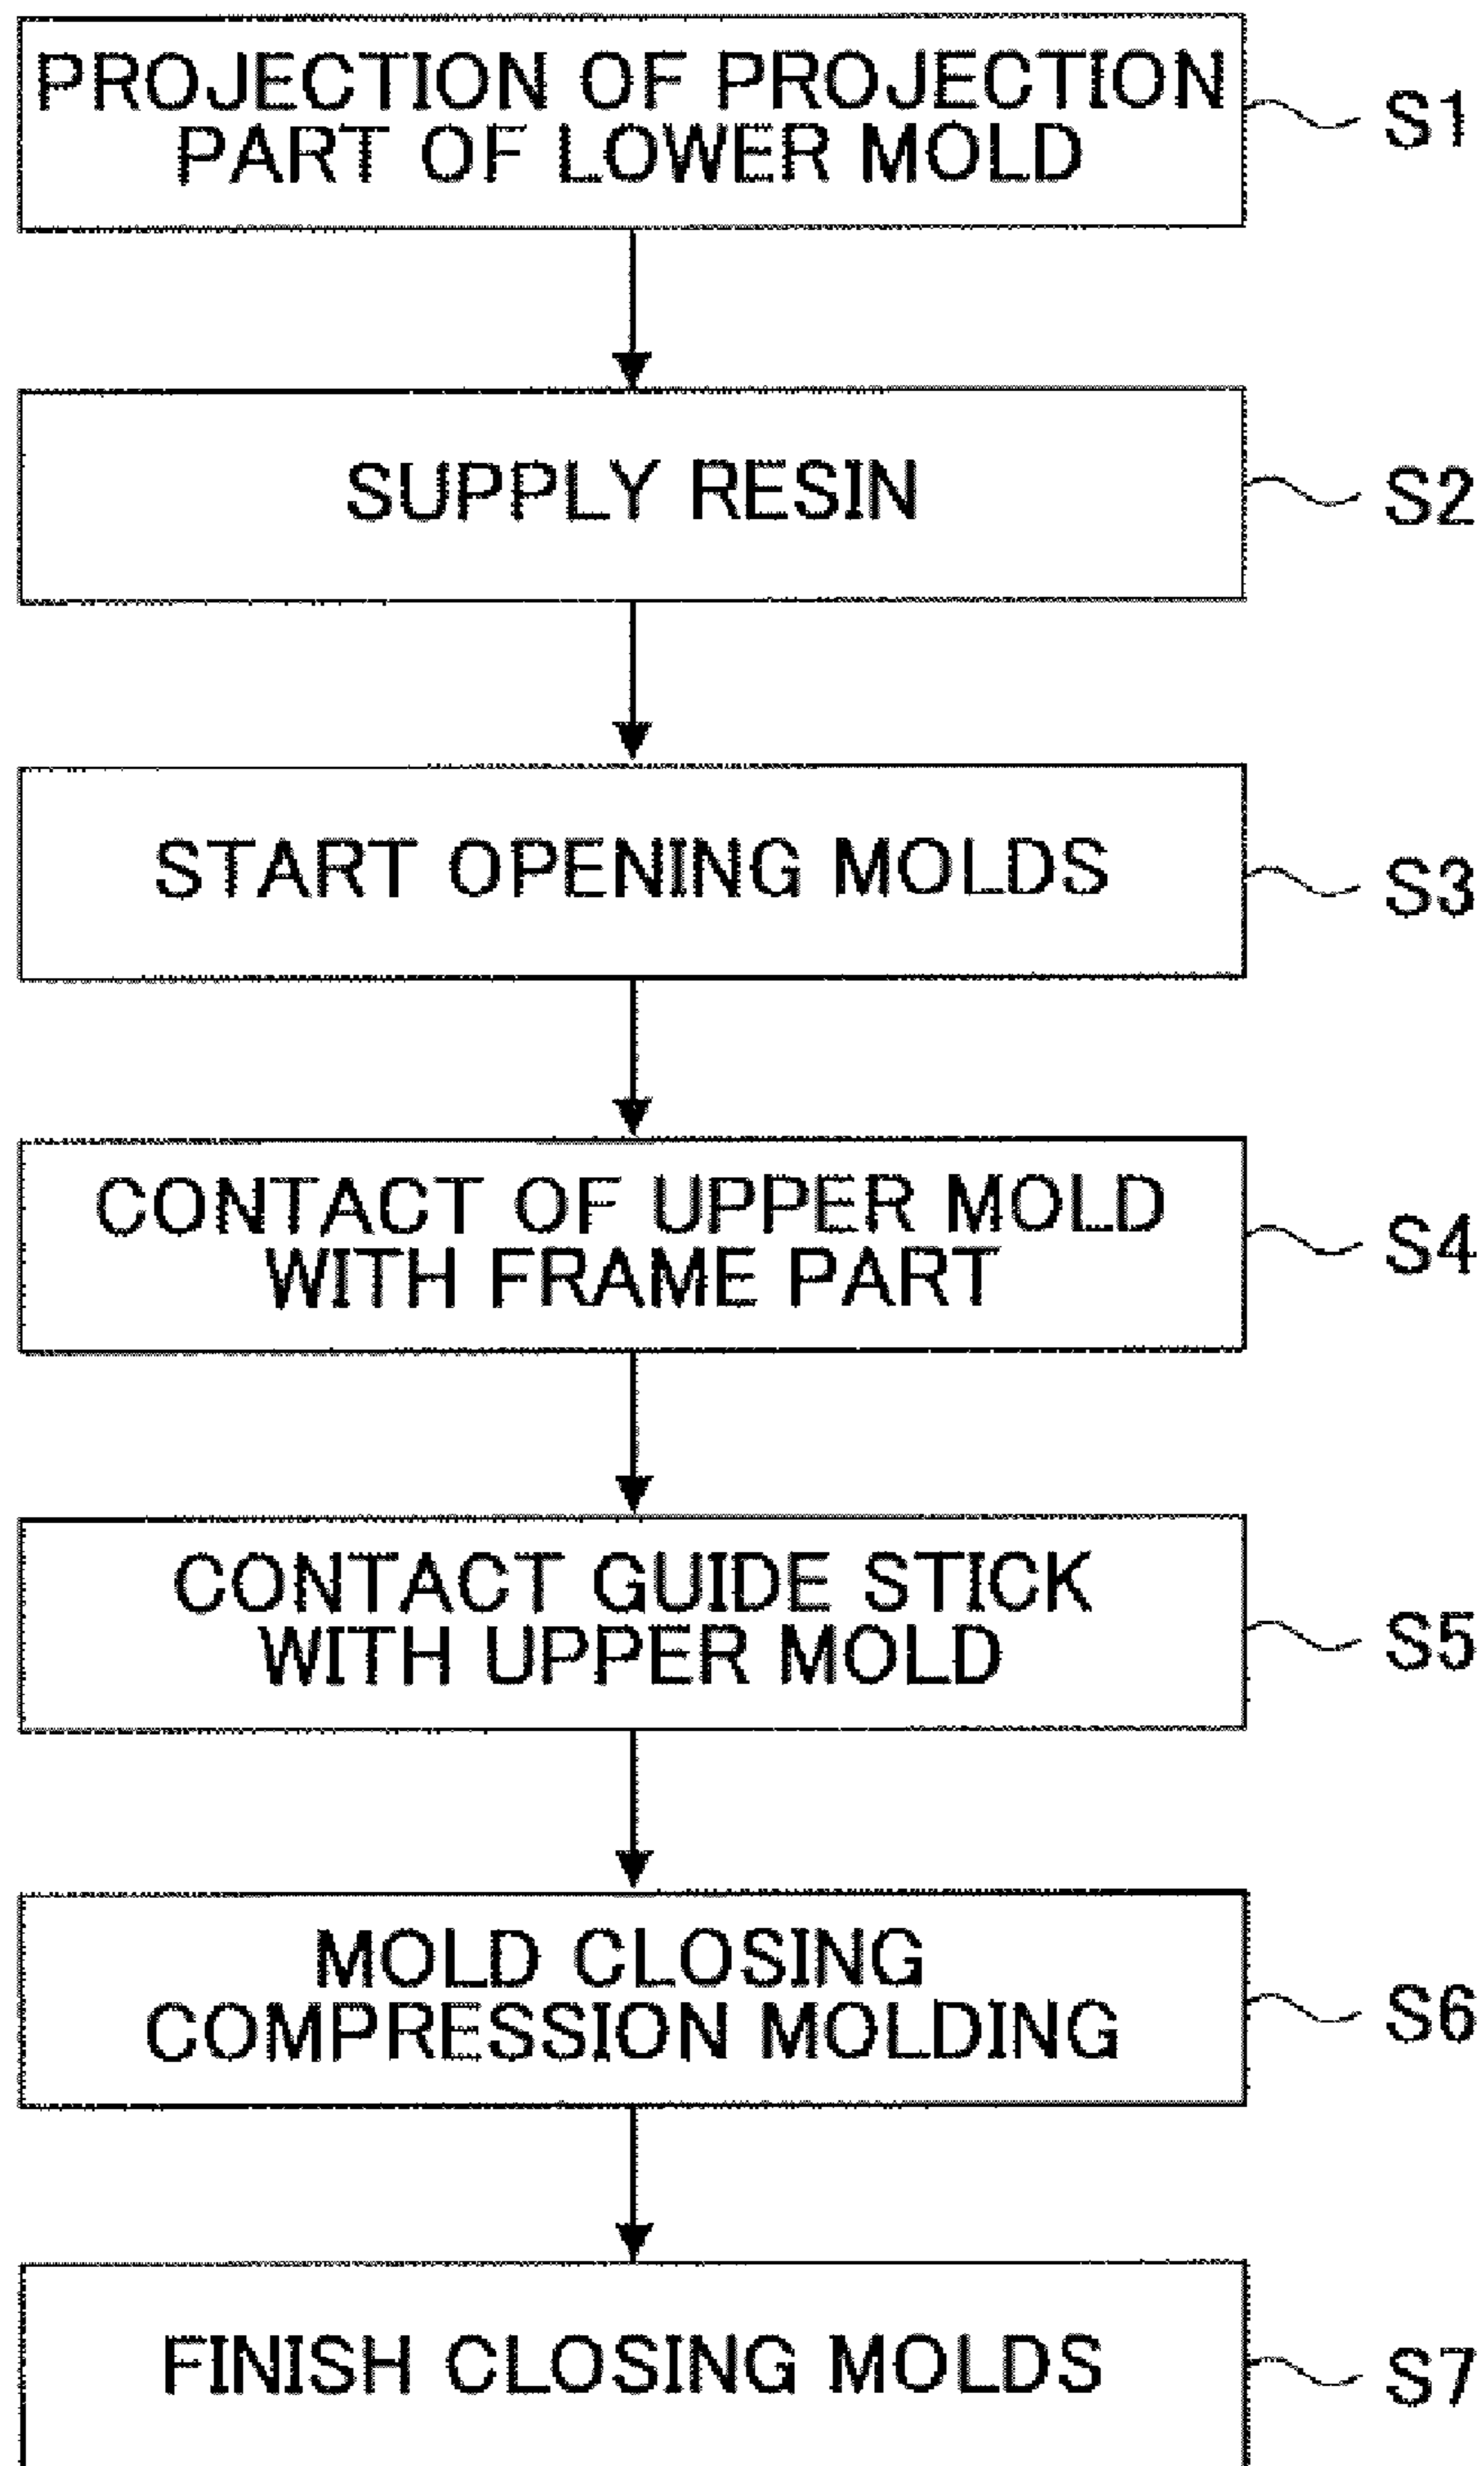 PROJECTION OF PROJECTION
PART OF LOWER MOLD
S1
SUPPLY RESIN
S2
START OPENING MOLDS
S3
CONTACT OF UPPER MOLD
WITH FRAME PART
S4
CONTACT GUIDE STICK
WITH UPPER MOLD
S5
MOLD CLOSING
COMPRESSION MOLDING
S6
FINISH CLOSING MOLDS
S7